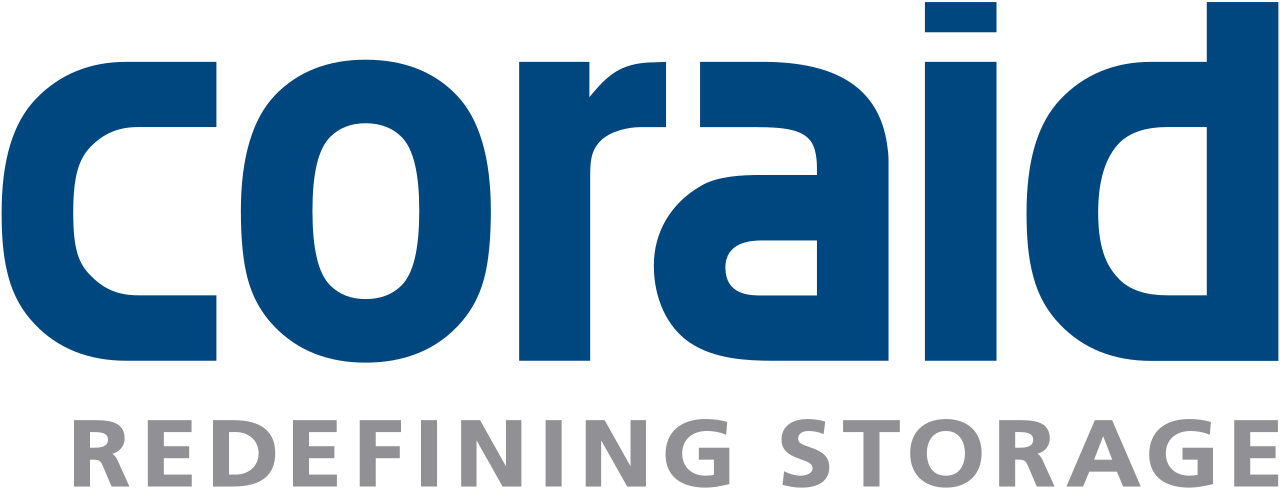 coraid
REDEFINING STORAGE